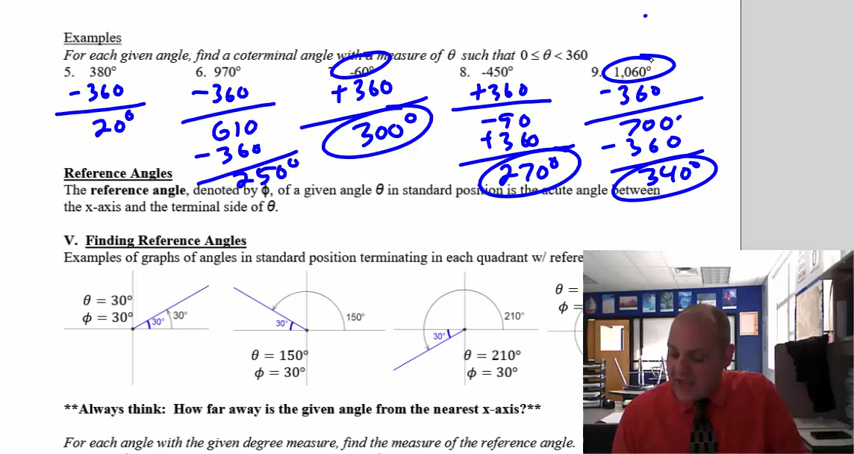 Examples
For each given angle, find a coterminal angle with a measure of θ such that 0 ≤ θ < 360
5. 380° 6. 970° 7. -60° 8. -450° 9. 1,060°
- 360 - 360 + 360 + 360 - 360
20° 610 300° - 90 700
- 360 + 360 - 360
250° 270° 340°
Reference Angles
The reference angle, denoted by ϕ, of a given angle θ in standard position is the acute angle between
the x-axis and the terminal side of θ.
V. Finding Reference Angles
Examples of graphs of angles in standard position terminating in each quadrant w/ refere
θ = 30°
ϕ = 30°
30° 30°
30° 150°
θ = 150°
ϕ = 30°
30° 210°
θ = 210°
ϕ = 30°
θ =
ϕ =
**Always think: How far away is the given angle from the nearest x-axis?**
For each angle with the given degree measure, find the measure of the reference angle.